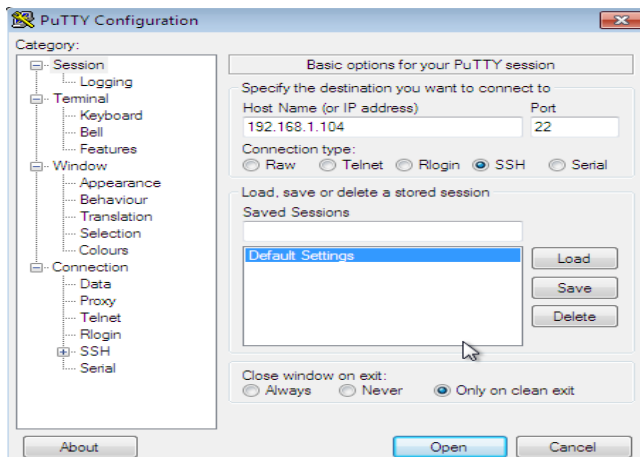 PuTTY Configuration
Category:
Session
Logging
Terminal
Keyboard
Bell
Features
Window
Appearance
Behaviour
Translation
Selection
Colours
Connection
Data
Proxy
Telnet
Rlogin
SSH
Serial
Basic options for your PuTTY session
Specify the destination you want to connect to
Host Name (or IP address) Port
192.168.1.104 22
Connection type:
Raw Telnet Rlogin SSH Serial
Load, save or delete a stored session
Saved Sessions
Default Settings
Load
Save
Delete
Close window on exit:
Always Never Only on clean exit
About Open Cancel